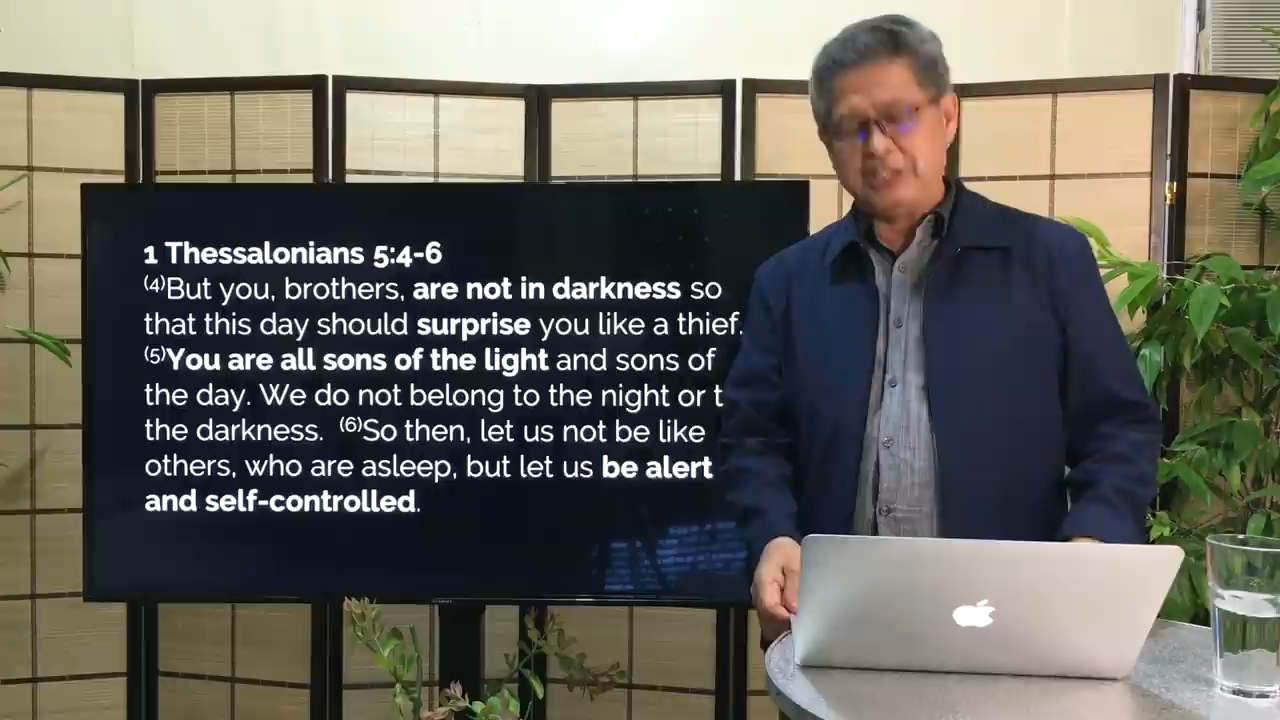 1 Thessalonians 5:4-6
(4)But you, brothers, are not in darkness so
that this day should surprise you like a thief.
(5)You are all sons of the light and sons of
the day. We do not belong to the night or t
the darkness. (6)So then, let us not be like
others, who are asleep, but let us be alert
and self-controlled.